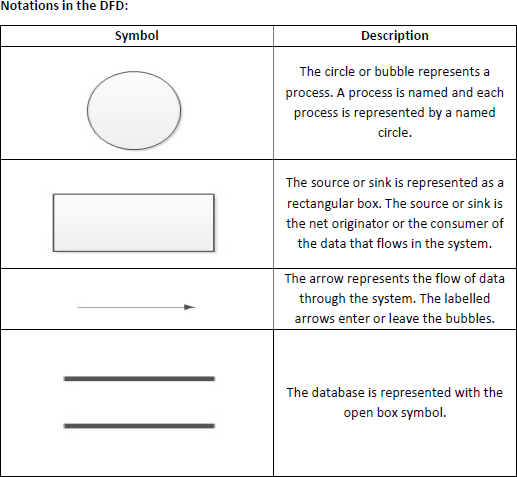 Notations in the DFD:
Symbol
Description
The circle or bubble represents a
process. A process is named and each
process is represented by a named
circle.
The source or sink is represented as a
rectangular box. The source or sink is
the net originator or the consumer of
the data that flows in the system.
The arrow represents the flow of data
through the system. The labelled
arrows enter or leave the bubbles.
The database is represented with the
open box symbol.